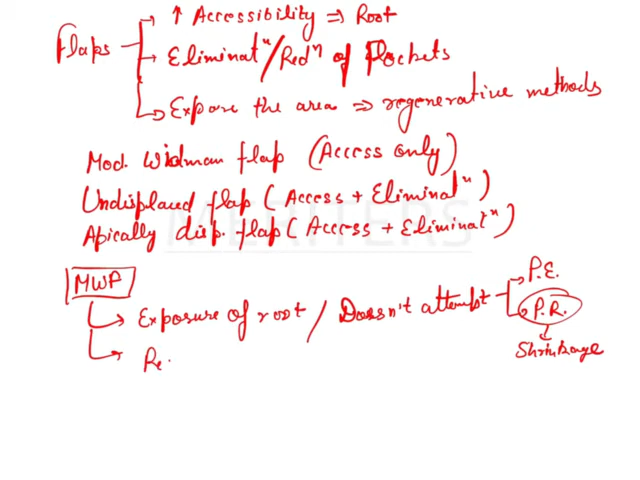 Flaps
↑ Accessibility ⇒ Root
→ Eliminatⁿ/Redⁿ of Pockets
→ Expose the area ⇒ regenerative methods
Mod. Widman flap (Access only)
Undisplaced flap (Access + Eliminatⁿ)
Apically disp. flap (Access + Eliminatⁿ)
MERITERS
MWF
→ Exposure of root / Doesn't attempt
P.E.
P.R.
Shrinkage
→ Re